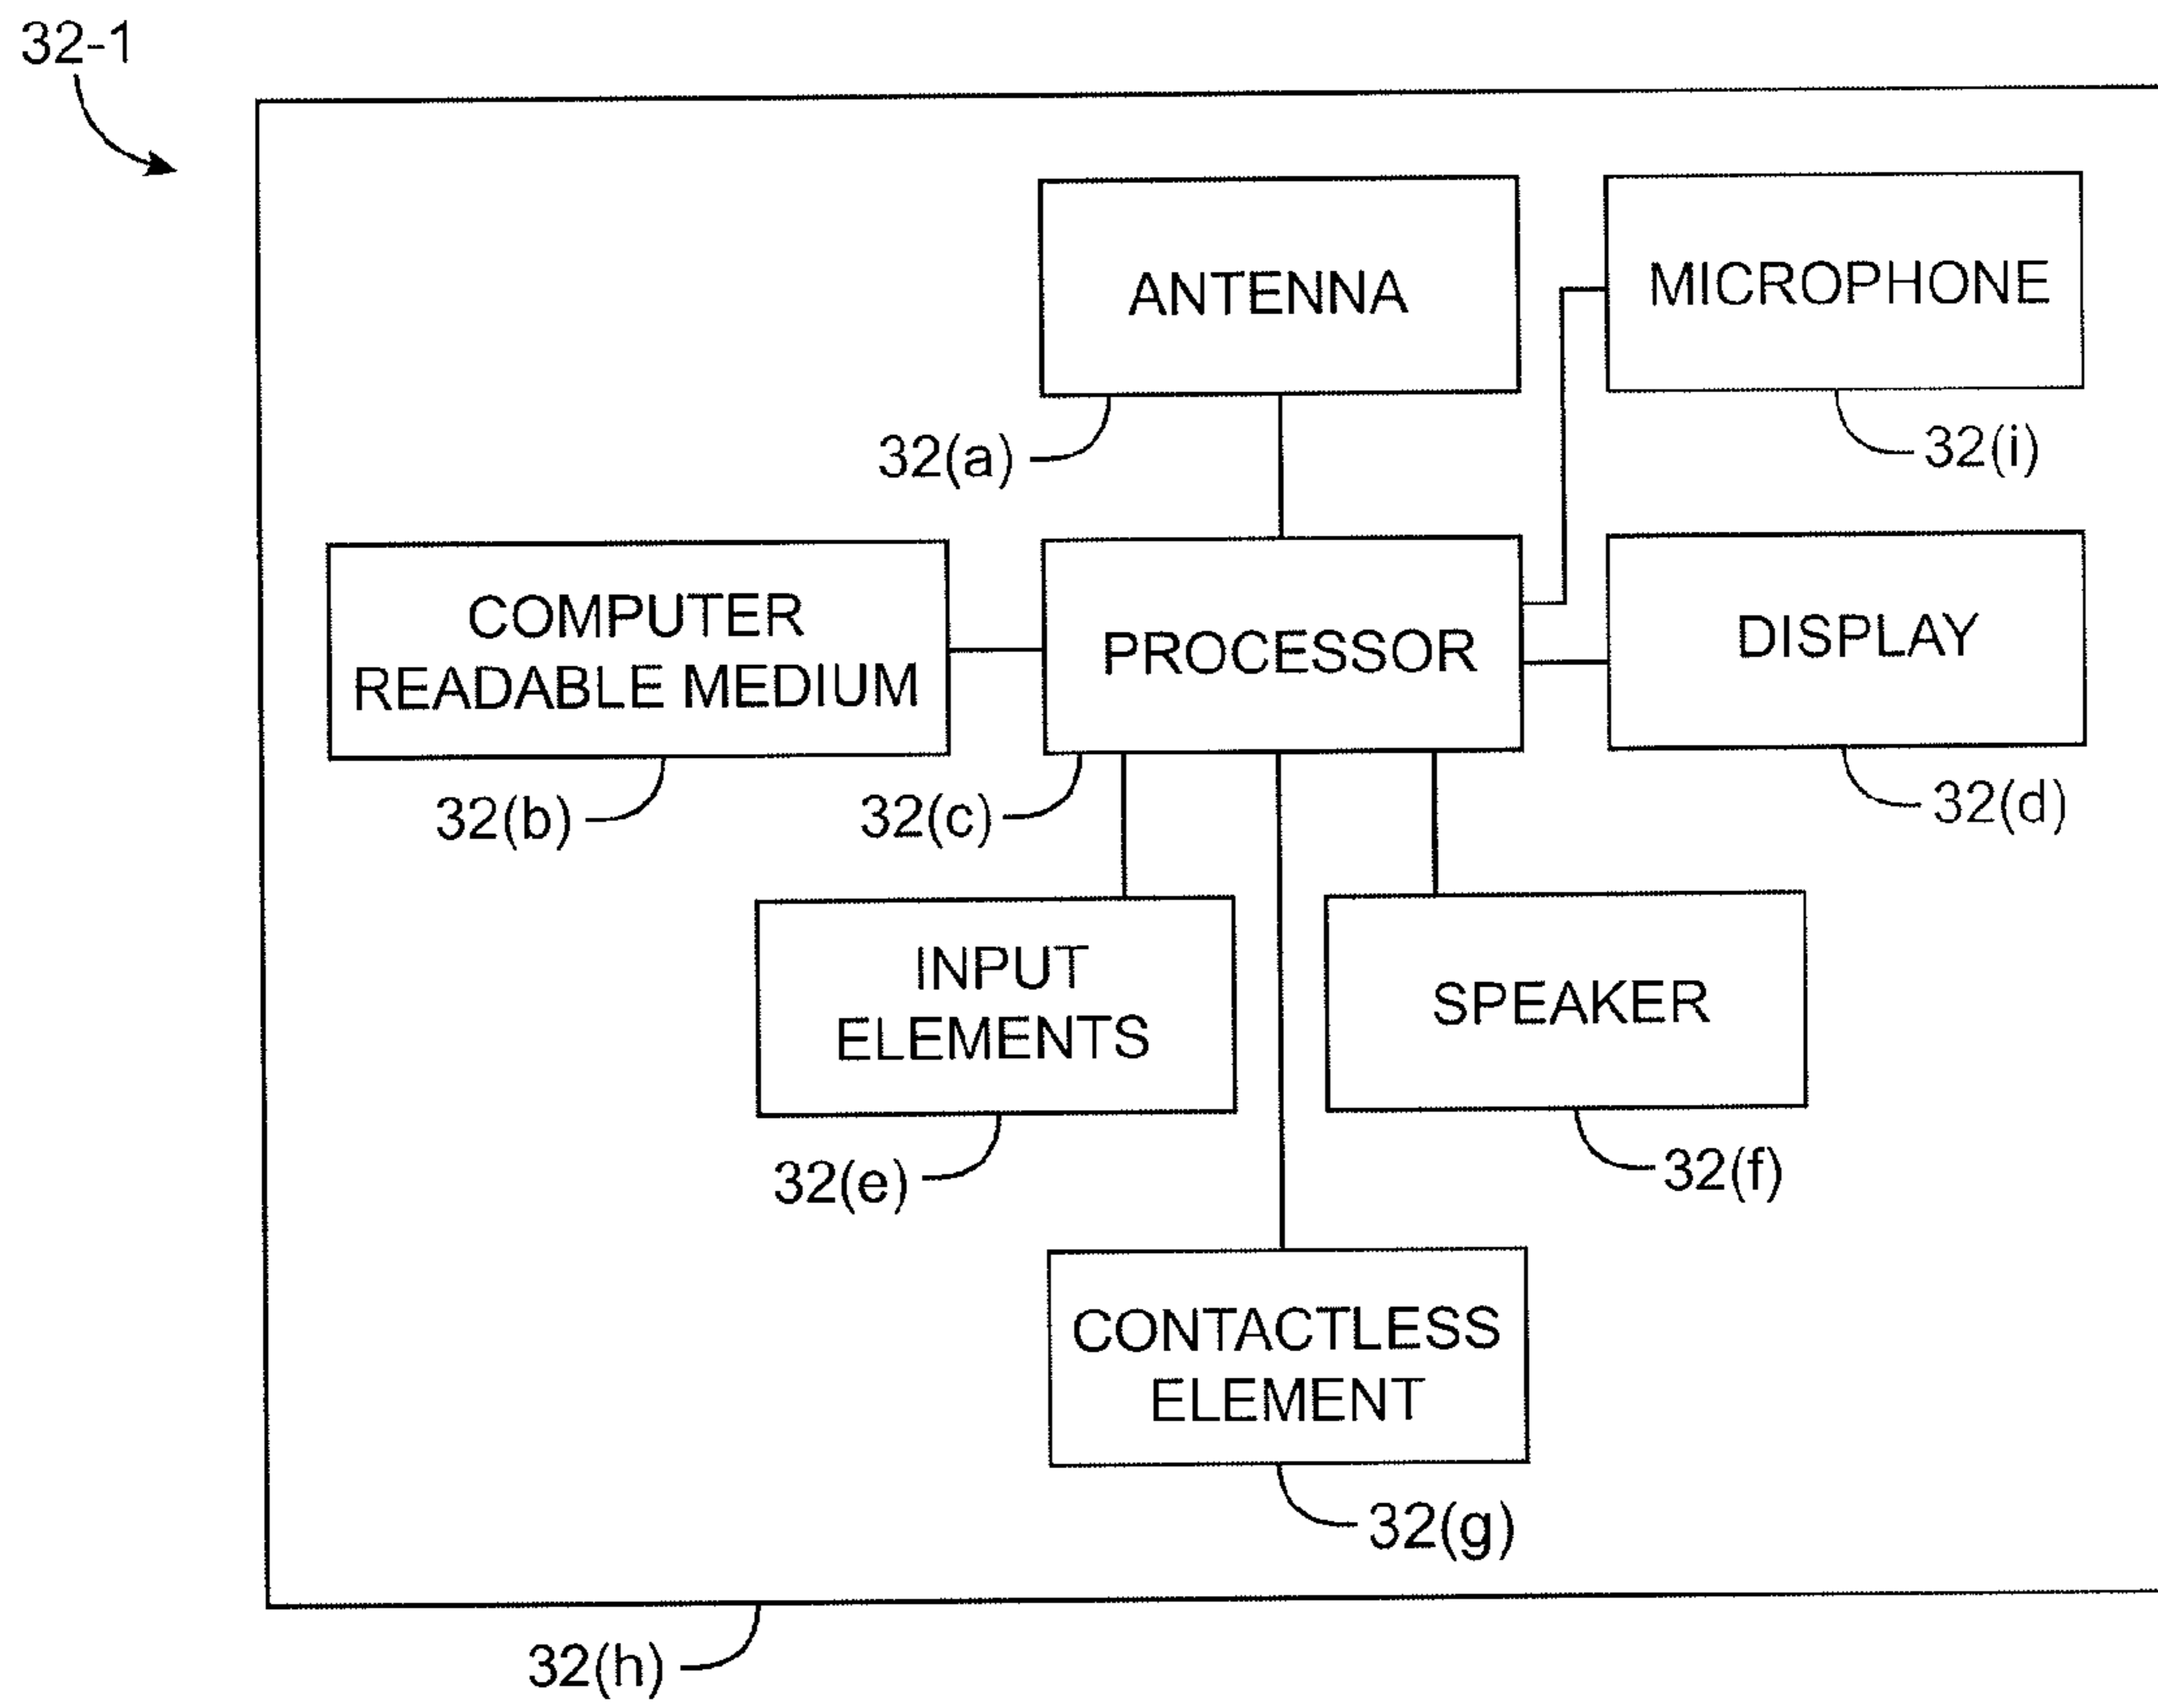 32-1
ANTENNA
MICROPHONE
32(a)
32(i)
COMPUTER
READABLE MEDIUM
PROCESSOR
DISPLAY
32(b)
32(c)
32(d)
INPUT
ELEMENTS
SPEAKER
32(e)
32(f)
CONTACTLESS
ELEMENT
32(g)
32(h)